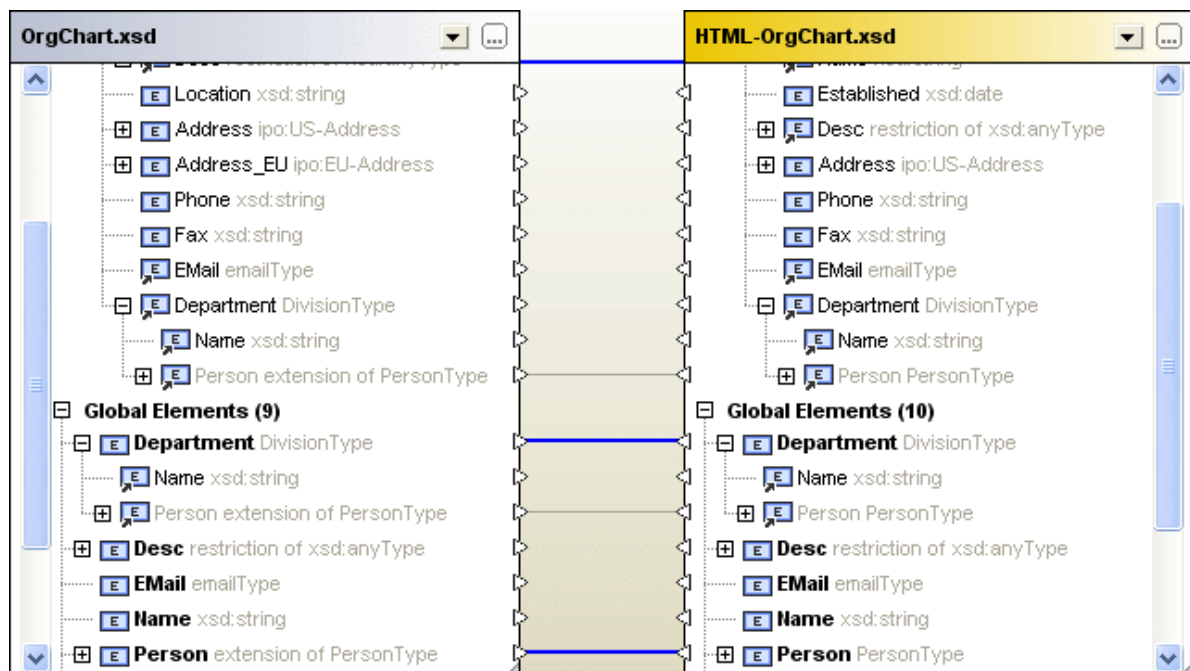 OrgChart.xsd
Location xsd:string
Address ipo:US-Address
Address_EU ipo:EU-Address
Phone xsd:string
Fax xsd:string
EMail emailType
Department DivisionType
Name xsd:string
Person extension of PersonType
Global Elements (9)
Department DivisionType
Name xsd:string
Person extension of PersonType
Desc restriction of xsd:anyType
EMail emailType
Name xsd:string
Person extension of PersonType
HTML-OrgChart.xsd
Established xsd:date
Desc restriction of xsd:anyType
Address ipo:US-Address
Phone xsd:string
Fax xsd:string
EMail emailType
Department DivisionType
Name xsd:string
Person PersonType
Global Elements (10)
Department DivisionType
Name xsd:string
Person PersonType
Desc restriction of xsd:anyType
EMail emailType
Name xsd:string
Person PersonType